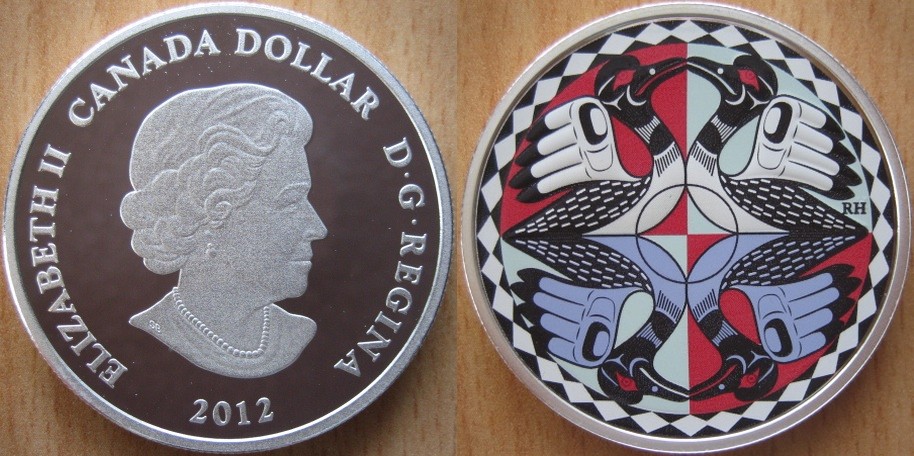 ELIZABETH II CANADA DOLLAR D·G·REGINA
2012
RH